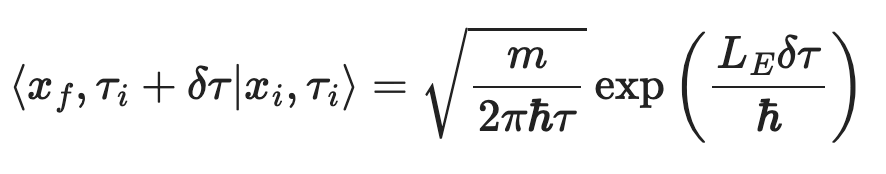 ⟨x_f, τ_i + δτ|x_i, τ_i⟩ = √(m / 2πħτ) exp(L_E δτ / ħ)